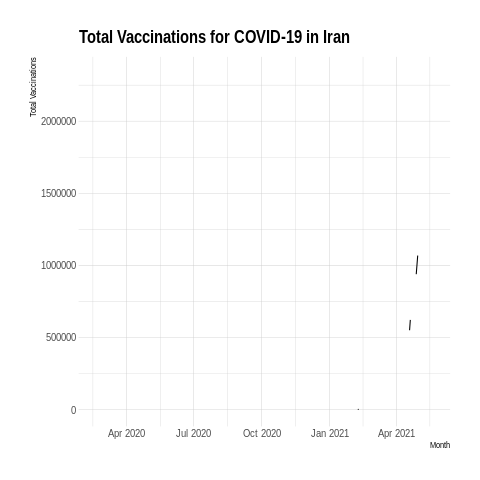 Total Vaccinations for COVID-19 in Iran
Total Vaccinations
2000000
1500000
1000000
500000
0
Apr 2020 Jul 2020 Oct 2020 Jan 2021 Apr 2021
Month